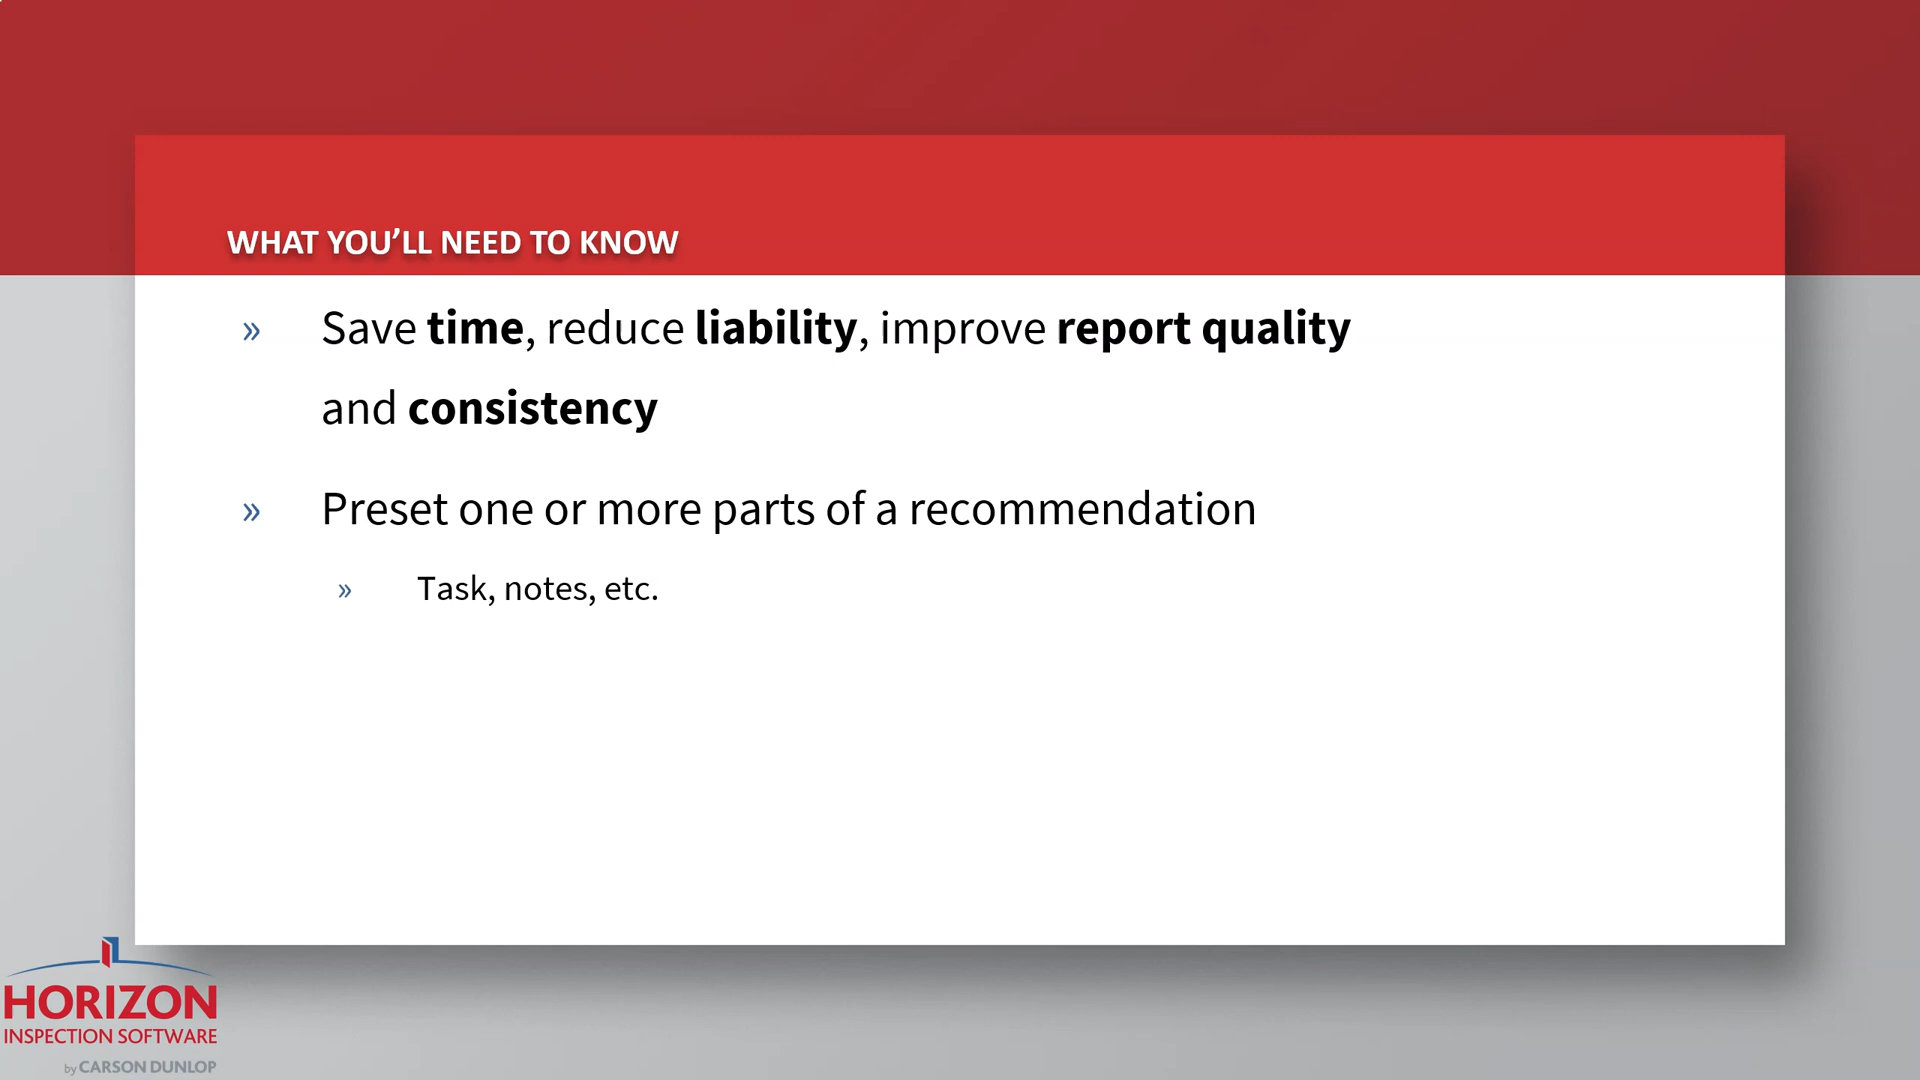 WHAT YOU’LL NEED TO KNOW
» Save time, reduce liability, improve report quality
and consistency
» Preset one or more parts of a recommendation
» Task, notes, etc.
HORIZON
INSPECTION SOFTWARE
by CARSON DUNLOP